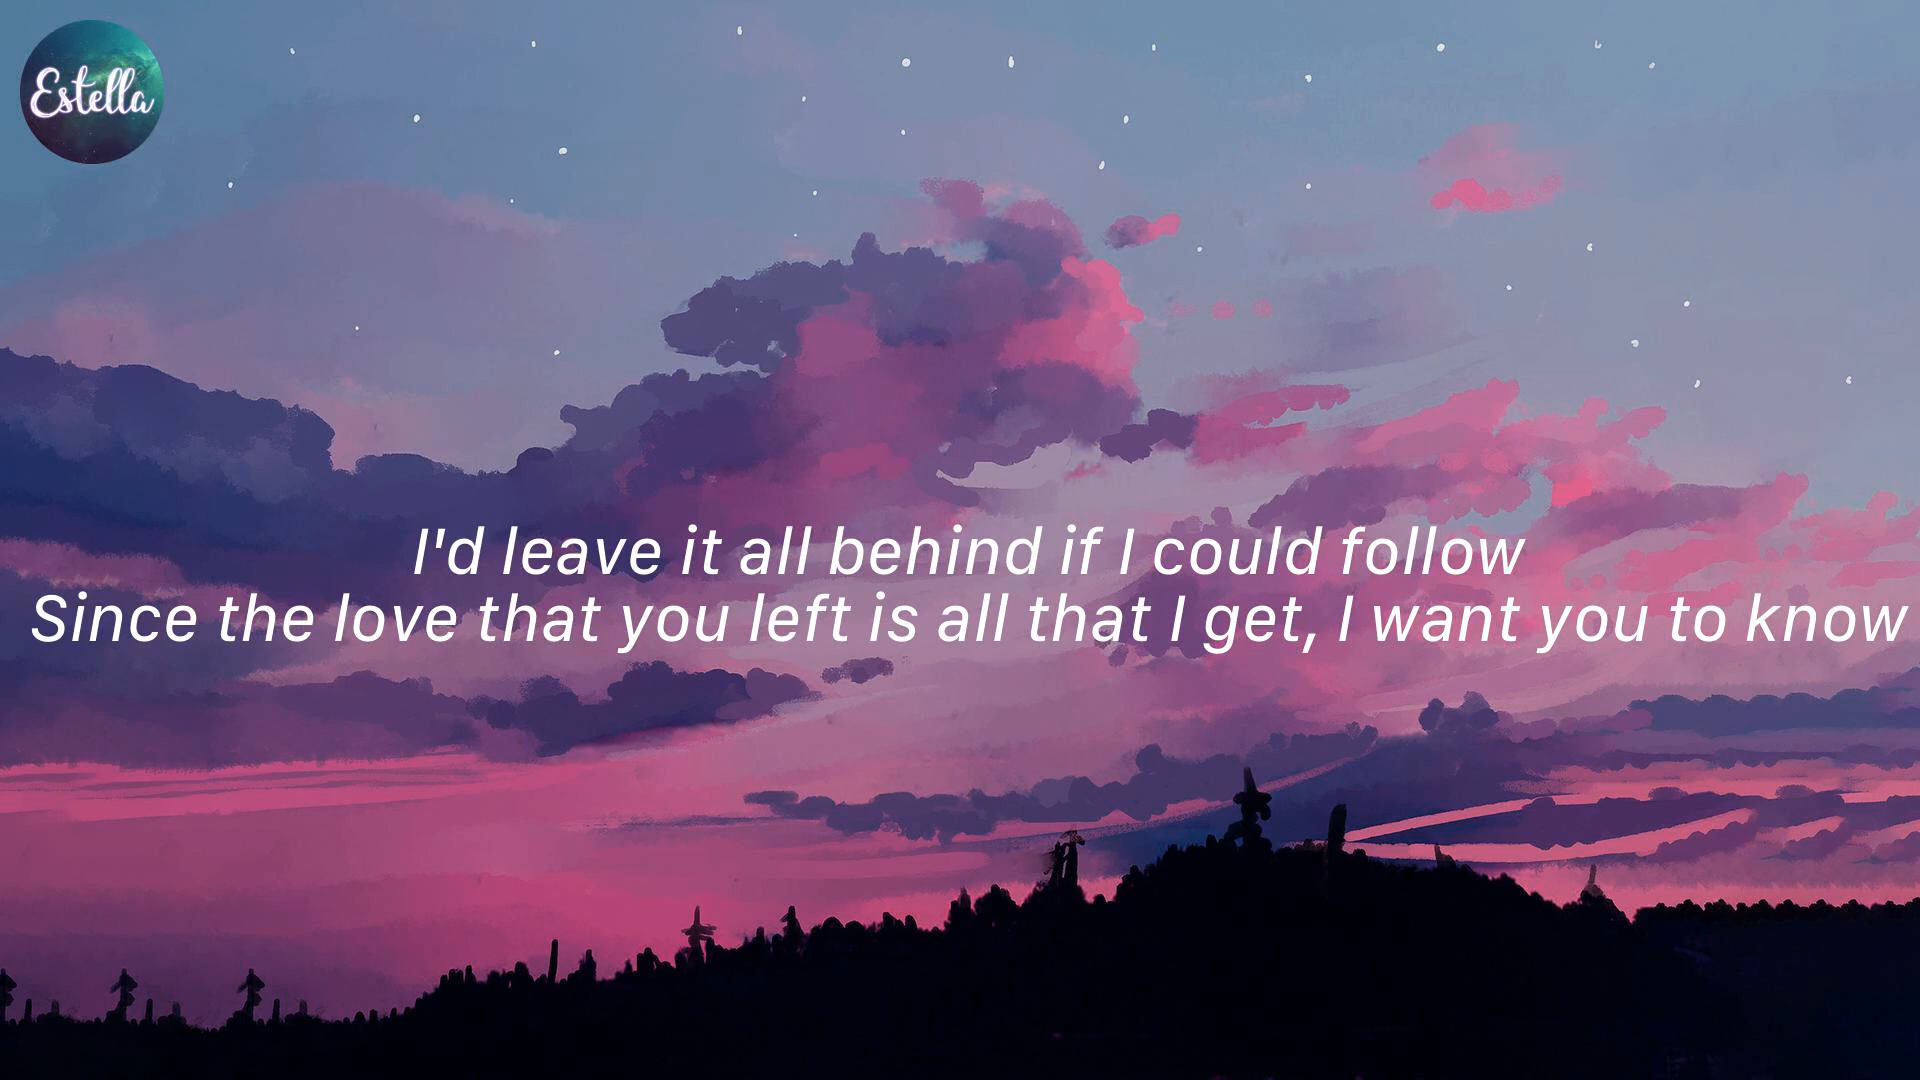 Estella
I'd leave it all behind if I could follow
Since the love that you left is all that I get, I want you to know